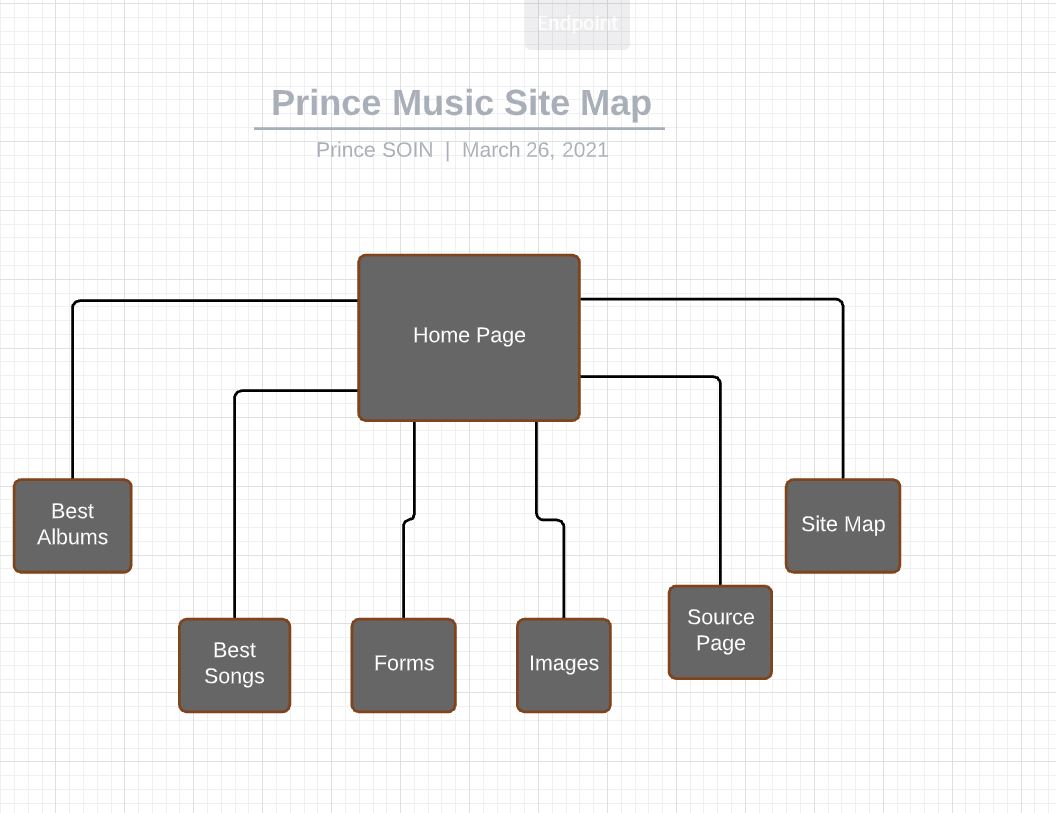 Endpoint
Prince Music Site Map
Prince SOIN | March 26, 2021
Home Page
Best
Albums
Site Map
Best
Songs
Forms
Images
Source
Page